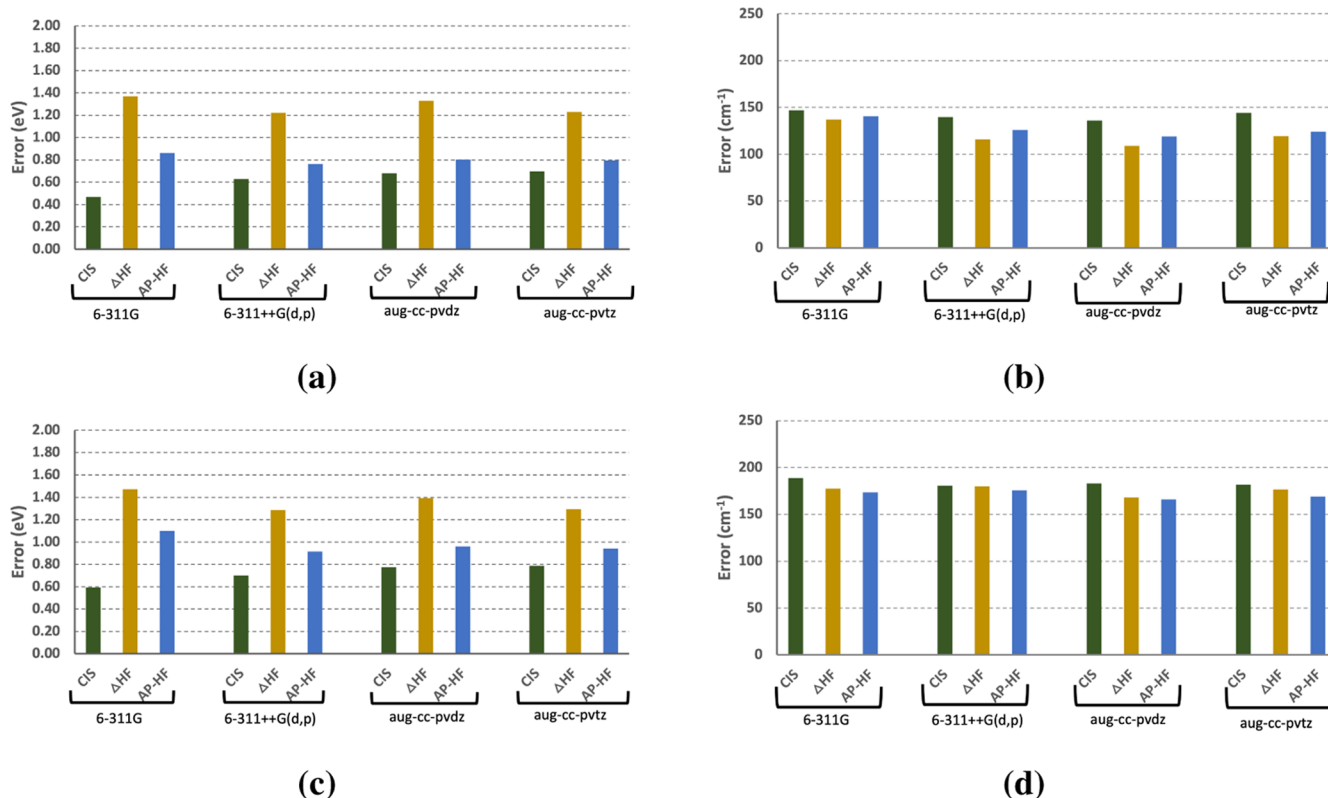 2.00
1.80
1.60
1.40
1.20
1.00
0.80
0.60
0.40
0.20
0.00
Error (eV)
CIS ΔHF AP-HF CIS ΔHF AP-HF CIS ΔHF AP-HF CIS ΔHF AP-HF
6-311G 6-311++G(d,p) aug-cc-pvdz aug-cc-pvtz
(a)
250
200
150
100
50
0
Error (cm⁻¹)
CIS ΔHF AP-HF CIS ΔHF AP-HF CIS ΔHF AP-HF CIS ΔHF AP-HF
6-311G 6-311++G(d,p) aug-cc-pvdz aug-cc-pvtz
(b)
2.00
1.80
1.60
1.40
1.20
1.00
0.80
0.60
0.40
0.20
0.00
Error (eV)
CIS ΔHF AP-HF CIS ΔHF AP-HF CIS ΔHF AP-HF CIS ΔHF AP-HF
6-311G 6-311++G(d,p) aug-cc-pvdz aug-cc-pvtz
(c)
250
200
150
100
50
0
Error (cm⁻¹)
CIS ΔHF AP-HF CIS ΔHF AP-HF CIS ΔHF AP-HF CIS ΔHF AP-HF
6-311G 6-311++G(d,p) aug-cc-pvdz aug-cc-pvtz
(d)